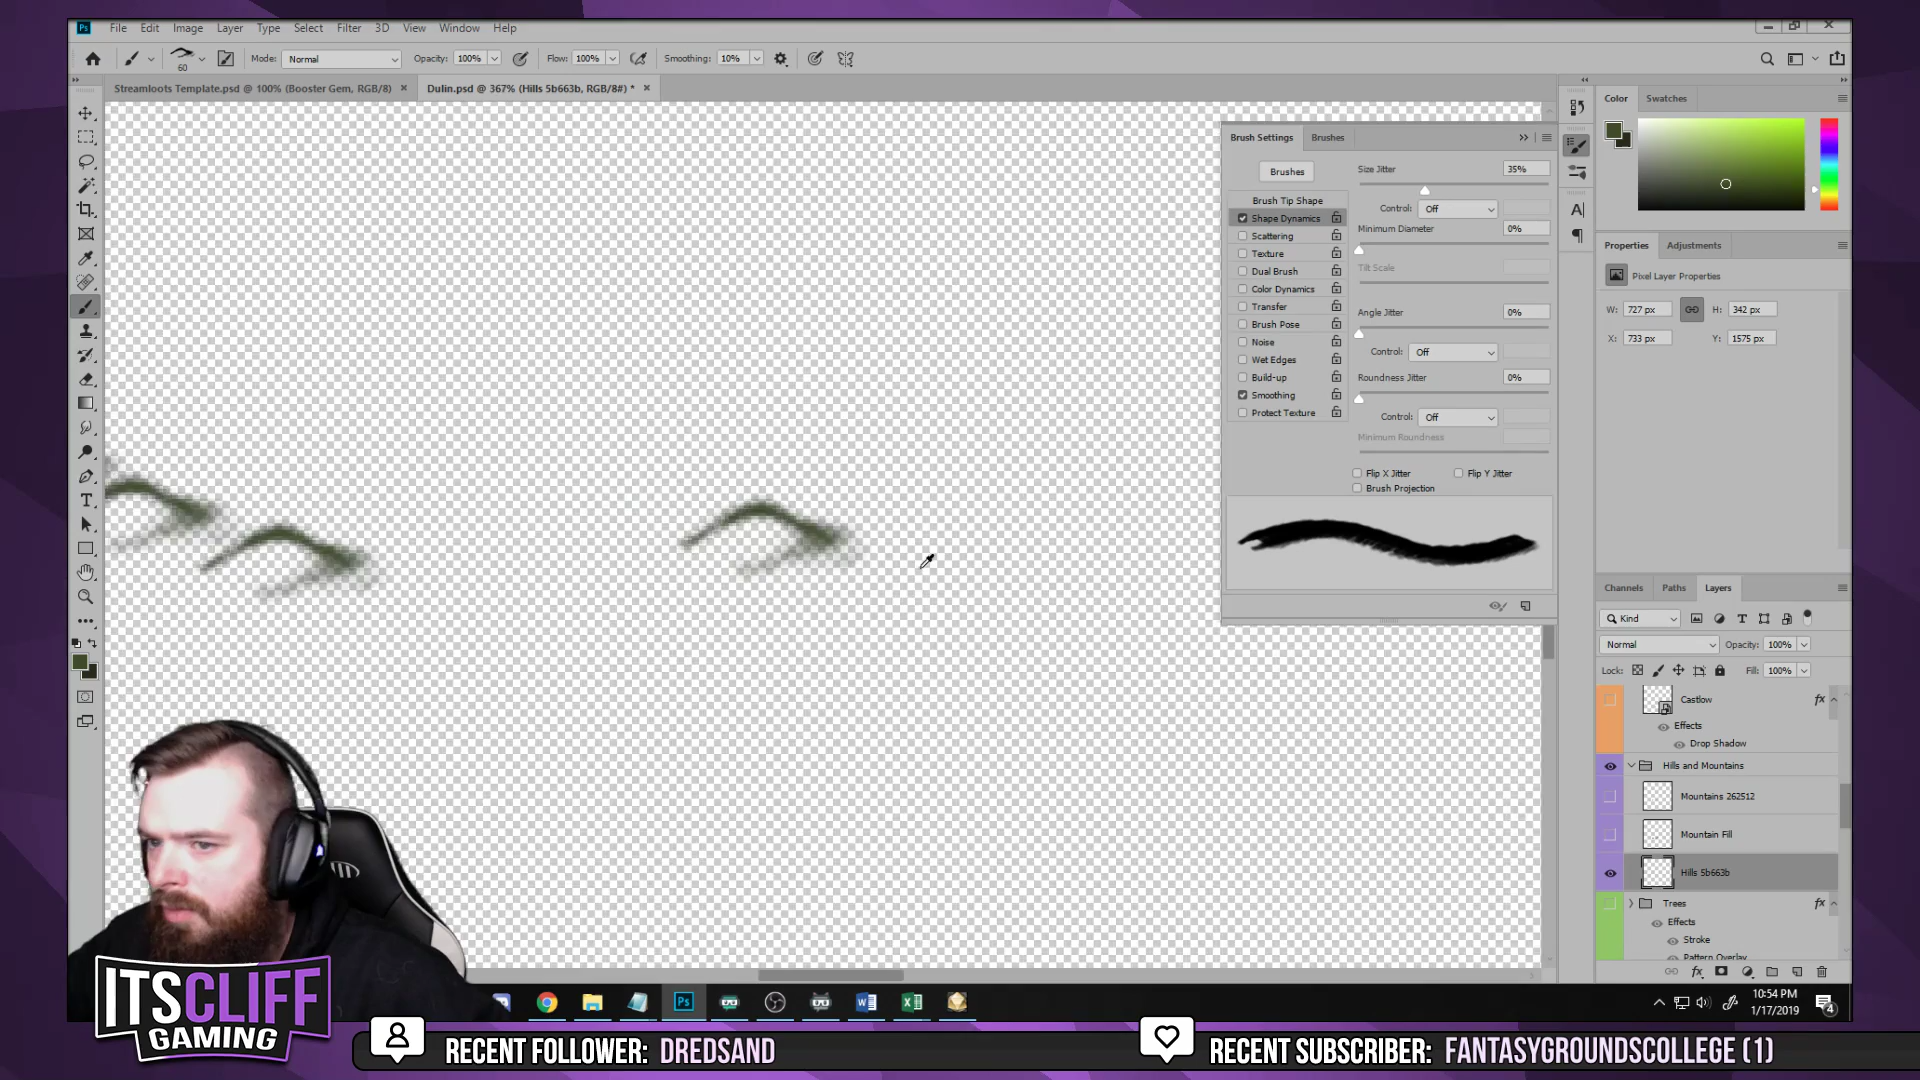 Ps File Edit Image Layer Type Select Filter 3D View Window Help
60 Mode: Normal Opacity: 100% Flow: 100% Smoothing: 10%
Streamloots Template.psd @ 100% (Booster Gem, RGB/8) × Dulin.psd @ 367% (Hills 5b663b, RGB/8#) * ×
Brush Settings Brushes
Brushes
Brush Tip Shape
Shape Dynamics
Scattering
Texture
Dual Brush
Color Dynamics
Transfer
Brush Pose
Noise
Wet Edges
Build-up
Smoothing
Protect Texture
Size Jitter 35%
Control: Off
Minimum Diameter 0%
Tilt Scale
Angle Jitter 0%
Control: Off
Roundness Jitter 0%
Control: Off
Minimum Roundness
Flip X Jitter Flip Y Jitter
Brush Projection
Color Swatches
Properties Adjustments
Pixel Layer Properties
W: 727 px H: 342 px
X: 733 px Y: 1575 px
Channels Paths Layers
Kind
Normal Opacity: 100%
Lock: Fill: 100%
Castlow fx
Effects
Drop Shadow
Hills and Mountains
Mountains 262512
Mountain Fill
Hills 5b663b
Trees fx
Effects
Stroke
Pattern Overlay
10:54 PM
1/17/2019
4
ITSCLIFF
GAMING
RECENT FOLLOWER: DREDSAND
RECENT SUBSCRIBER: FANTASYGROUNDSCOLLEGE (1)